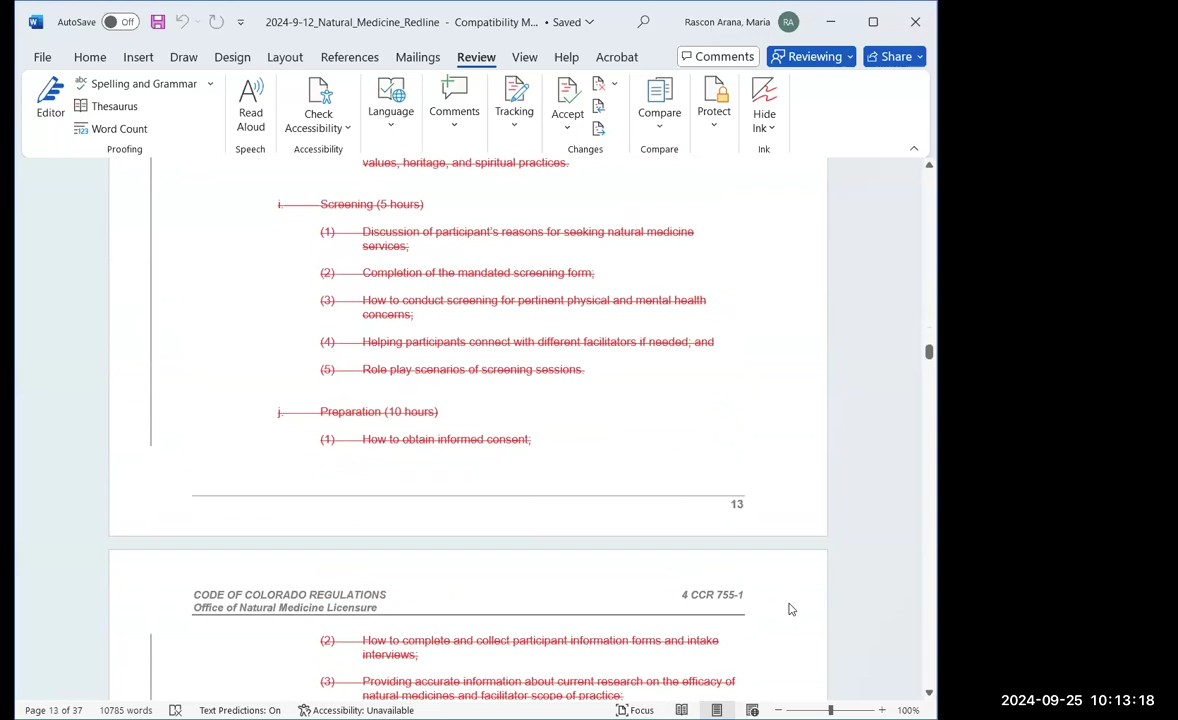 AutoSave Off 2024-9-12_Natural_Medicine_Redline - Compatibility M... • Saved Rascon Arana, Maria RA
File Home Insert Draw Design Layout References Mailings Review View Help Acrobat Comments Reviewing Share
Editor
abc Spelling and Grammar
Thesaurus
123 Word Count
Proofing
Read Aloud
Speech
Check Accessibility
Accessibility
Language
Comments
Tracking
Accept
Changes
Compare
Compare
Protect
Hide Ink
Ink
values, heritage, and spiritual practices.
i. Screening (5 hours)
(1) Discussion of participant's reasons for seeking natural medicine
services;
(2) Completion of the mandated screening form;
(3) How to conduct screening for pertinent physical and mental health
concerns;
(4) Helping participants connect with different facilitators if needed; and
(5) Role play scenarios of screening sessions.
j. Preparation (10 hours)
(1) How to obtain informed consent;
13
CODE OF COLORADO REGULATIONS 4 CCR 755-1
Office of Natural Medicine Licensure
(2) How to complete and collect participant information forms and intake
interviews;
(3) Providing accurate information about current research on the efficacy of
natural medicines and facilitator scope of practice;
Page 13 of 37 10785 words Text Predictions: On Accessibility: Unavailable Focus 100%
2024-09-25 10:13:18